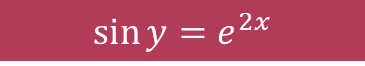 sin y = e^{2x}